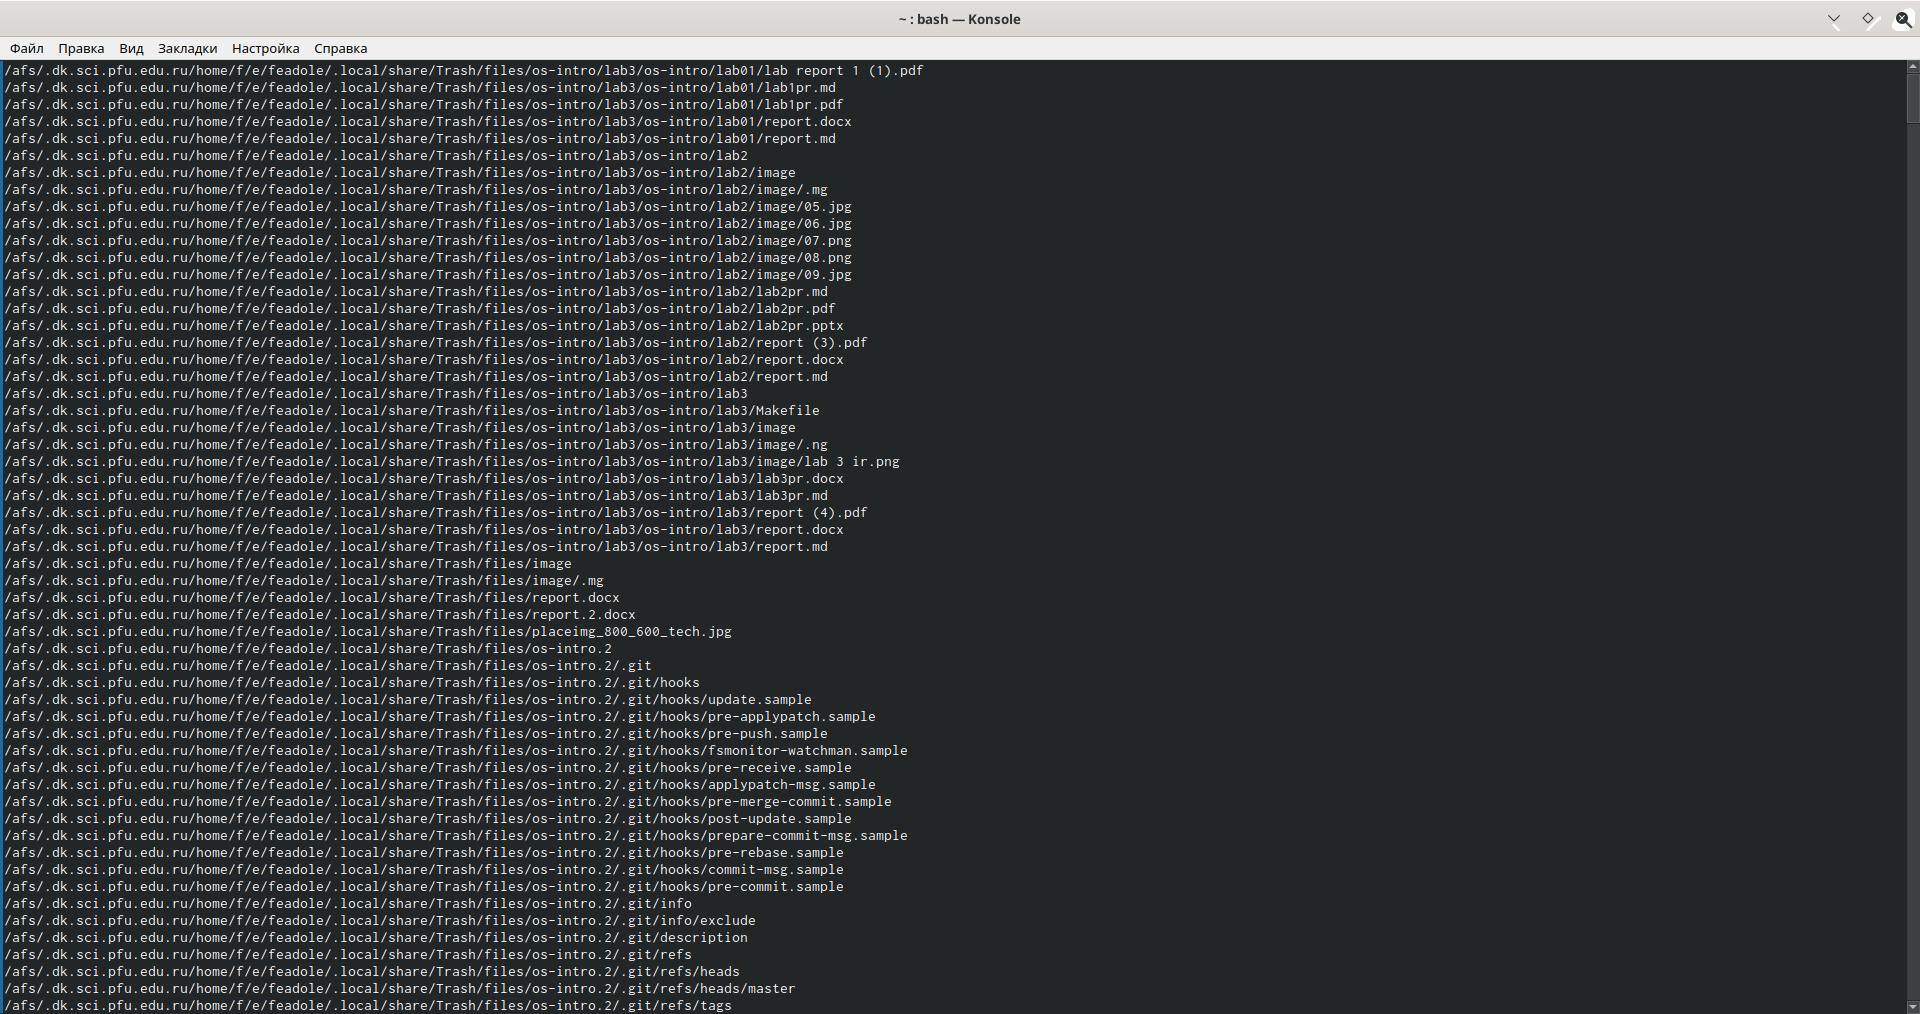 ~ : bash — Konsole
Файл Правка Вид Закладки Настройка Справка
/afs/.dk.sci.pfu.edu.ru/home/f/e/feadole/.local/share/Trash/files/os-intro/lab3/os-intro/lab01/lab report 1 (1).pdf
/afs/.dk.sci.pfu.edu.ru/home/f/e/feadole/.local/share/Trash/files/os-intro/lab3/os-intro/lab01/lab1pr.md
/afs/.dk.sci.pfu.edu.ru/home/f/e/feadole/.local/share/Trash/files/os-intro/lab3/os-intro/lab01/lab1pr.pdf
/afs/.dk.sci.pfu.edu.ru/home/f/e/feadole/.local/share/Trash/files/os-intro/lab3/os-intro/lab01/report.docx
/afs/.dk.sci.pfu.edu.ru/home/f/e/feadole/.local/share/Trash/files/os-intro/lab3/os-intro/lab01/report.md
/afs/.dk.sci.pfu.edu.ru/home/f/e/feadole/.local/share/Trash/files/os-intro/lab3/os-intro/lab2
/afs/.dk.sci.pfu.edu.ru/home/f/e/feadole/.local/share/Trash/files/os-intro/lab3/os-intro/lab2/image
/afs/.dk.sci.pfu.edu.ru/home/f/e/feadole/.local/share/Trash/files/os-intro/lab3/os-intro/lab2/image/.mg
/afs/.dk.sci.pfu.edu.ru/home/f/e/feadole/.local/share/Trash/files/os-intro/lab3/os-intro/lab2/image/05.jpg
/afs/.dk.sci.pfu.edu.ru/home/f/e/feadole/.local/share/Trash/files/os-intro/lab3/os-intro/lab2/image/06.jpg
/afs/.dk.sci.pfu.edu.ru/home/f/e/feadole/.local/share/Trash/files/os-intro/lab3/os-intro/lab2/image/07.png
/afs/.dk.sci.pfu.edu.ru/home/f/e/feadole/.local/share/Trash/files/os-intro/lab3/os-intro/lab2/image/08.png
/afs/.dk.sci.pfu.edu.ru/home/f/e/feadole/.local/share/Trash/files/os-intro/lab3/os-intro/lab2/image/09.jpg
/afs/.dk.sci.pfu.edu.ru/home/f/e/feadole/.local/share/Trash/files/os-intro/lab3/os-intro/lab2/lab2pr.md
/afs/.dk.sci.pfu.edu.ru/home/f/e/feadole/.local/share/Trash/files/os-intro/lab3/os-intro/lab2/lab2pr.pdf
/afs/.dk.sci.pfu.edu.ru/home/f/e/feadole/.local/share/Trash/files/os-intro/lab3/os-intro/lab2/lab2pr.pptx
/afs/.dk.sci.pfu.edu.ru/home/f/e/feadole/.local/share/Trash/files/os-intro/lab3/os-intro/lab2/report (3).pdf
/afs/.dk.sci.pfu.edu.ru/home/f/e/feadole/.local/share/Trash/files/os-intro/lab3/os-intro/lab2/report.docx
/afs/.dk.sci.pfu.edu.ru/home/f/e/feadole/.local/share/Trash/files/os-intro/lab3/os-intro/lab2/report.md
/afs/.dk.sci.pfu.edu.ru/home/f/e/feadole/.local/share/Trash/files/os-intro/lab3/os-intro/lab3
/afs/.dk.sci.pfu.edu.ru/home/f/e/feadole/.local/share/Trash/files/os-intro/lab3/os-intro/lab3/Makefile
/afs/.dk.sci.pfu.edu.ru/home/f/e/feadole/.local/share/Trash/files/os-intro/lab3/os-intro/lab3/image
/afs/.dk.sci.pfu.edu.ru/home/f/e/feadole/.local/share/Trash/files/os-intro/lab3/os-intro/lab3/image/.ng
/afs/.dk.sci.pfu.edu.ru/home/f/e/feadole/.local/share/Trash/files/os-intro/lab3/os-intro/lab3/image/lab 3 ir.png
/afs/.dk.sci.pfu.edu.ru/home/f/e/feadole/.local/share/Trash/files/os-intro/lab3/os-intro/lab3/lab3pr.docx
/afs/.dk.sci.pfu.edu.ru/home/f/e/feadole/.local/share/Trash/files/os-intro/lab3/os-intro/lab3/lab3pr.md
/afs/.dk.sci.pfu.edu.ru/home/f/e/feadole/.local/share/Trash/files/os-intro/lab3/os-intro/lab3/report (4).pdf
/afs/.dk.sci.pfu.edu.ru/home/f/e/feadole/.local/share/Trash/files/os-intro/lab3/os-intro/lab3/report.docx
/afs/.dk.sci.pfu.edu.ru/home/f/e/feadole/.local/share/Trash/files/os-intro/lab3/os-intro/lab3/report.md
/afs/.dk.sci.pfu.edu.ru/home/f/e/feadole/.local/share/Trash/files/image
/afs/.dk.sci.pfu.edu.ru/home/f/e/feadole/.local/share/Trash/files/image/.mg
/afs/.dk.sci.pfu.edu.ru/home/f/e/feadole/.local/share/Trash/files/report.docx
/afs/.dk.sci.pfu.edu.ru/home/f/e/feadole/.local/share/Trash/files/report.2.docx
/afs/.dk.sci.pfu.edu.ru/home/f/e/feadole/.local/share/Trash/files/placeimg_800_600_tech.jpg
/afs/.dk.sci.pfu.edu.ru/home/f/e/feadole/.local/share/Trash/files/os-intro.2
/afs/.dk.sci.pfu.edu.ru/home/f/e/feadole/.local/share/Trash/files/os-intro.2/.git
/afs/.dk.sci.pfu.edu.ru/home/f/e/feadole/.local/share/Trash/files/os-intro.2/.git/hooks
/afs/.dk.sci.pfu.edu.ru/home/f/e/feadole/.local/share/Trash/files/os-intro.2/.git/hooks/update.sample
/afs/.dk.sci.pfu.edu.ru/home/f/e/feadole/.local/share/Trash/files/os-intro.2/.git/hooks/pre-applypatch.sample
/afs/.dk.sci.pfu.edu.ru/home/f/e/feadole/.local/share/Trash/files/os-intro.2/.git/hooks/pre-push.sample
/afs/.dk.sci.pfu.edu.ru/home/f/e/feadole/.local/share/Trash/files/os-intro.2/.git/hooks/fsmonitor-watchman.sample
/afs/.dk.sci.pfu.edu.ru/home/f/e/feadole/.local/share/Trash/files/os-intro.2/.git/hooks/pre-receive.sample
/afs/.dk.sci.pfu.edu.ru/home/f/e/feadole/.local/share/Trash/files/os-intro.2/.git/hooks/applypatch-msg.sample
/afs/.dk.sci.pfu.edu.ru/home/f/e/feadole/.local/share/Trash/files/os-intro.2/.git/hooks/pre-merge-commit.sample
/afs/.dk.sci.pfu.edu.ru/home/f/e/feadole/.local/share/Trash/files/os-intro.2/.git/hooks/post-update.sample
/afs/.dk.sci.pfu.edu.ru/home/f/e/feadole/.local/share/Trash/files/os-intro.2/.git/hooks/prepare-commit-msg.sample
/afs/.dk.sci.pfu.edu.ru/home/f/e/feadole/.local/share/Trash/files/os-intro.2/.git/hooks/pre-rebase.sample
/afs/.dk.sci.pfu.edu.ru/home/f/e/feadole/.local/share/Trash/files/os-intro.2/.git/hooks/commit-msg.sample
/afs/.dk.sci.pfu.edu.ru/home/f/e/feadole/.local/share/Trash/files/os-intro.2/.git/hooks/pre-commit.sample
/afs/.dk.sci.pfu.edu.ru/home/f/e/feadole/.local/share/Trash/files/os-intro.2/.git/info
/afs/.dk.sci.pfu.edu.ru/home/f/e/feadole/.local/share/Trash/files/os-intro.2/.git/info/exclude
/afs/.dk.sci.pfu.edu.ru/home/f/e/feadole/.local/share/Trash/files/os-intro.2/.git/description
/afs/.dk.sci.pfu.edu.ru/home/f/e/feadole/.local/share/Trash/files/os-intro.2/.git/refs
/afs/.dk.sci.pfu.edu.ru/home/f/e/feadole/.local/share/Trash/files/os-intro.2/.git/refs/heads
/afs/.dk.sci.pfu.edu.ru/home/f/e/feadole/.local/share/Trash/files/os-intro.2/.git/refs/heads/master
/afs/.dk.sci.pfu.edu.ru/home/f/e/feadole/.local/share/Trash/files/os-intro.2/.git/refs/tags